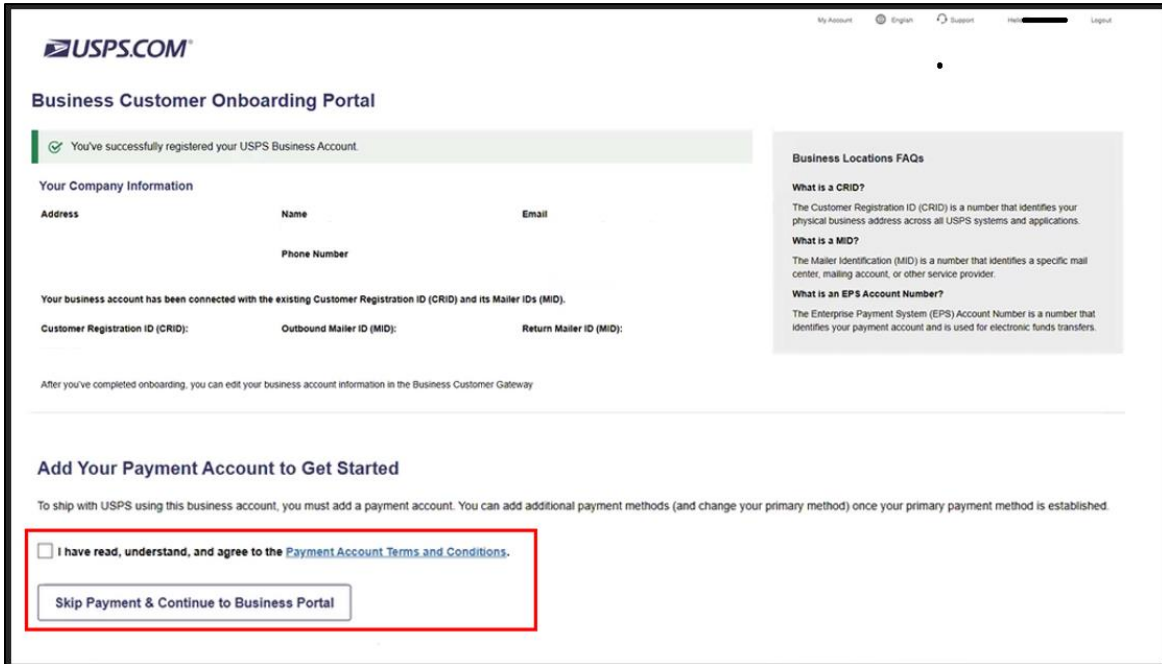 My Account English Support Hello Logout
USPS.COM®
Business Customer Onboarding Portal
You've successfully registered your USPS Business Account.
Your Company Information
Address Name Email
Phone Number
Your business account has been connected with the existing Customer Registration ID (CRID) and its Mailer IDs (MID).
Customer Registration ID (CRID): Outbound Mailer ID (MID): Return Mailer ID (MID):
After you've completed onboarding, you can edit your business account information in the Business Customer Gateway
Business Locations FAQs
What is a CRID?
The Customer Registration ID (CRID) is a number that identifies your
physical business address across all USPS systems and applications.
What is a MID?
The Mailer Identification (MID) is a number that identifies a specific mail
center, mailing account, or other service provider.
What is an EPS Account Number?
The Enterprise Payment System (EPS) Account Number is a number that
identifies your payment account and is used for electronic funds transfers.
Add Your Payment Account to Get Started
To ship with USPS using this business account, you must add a payment account. You can add additional payment methods (and change your primary method) once your primary payment method is established.
I have read, understand, and agree to the Payment Account Terms and Conditions.
Skip Payment & Continue to Business Portal